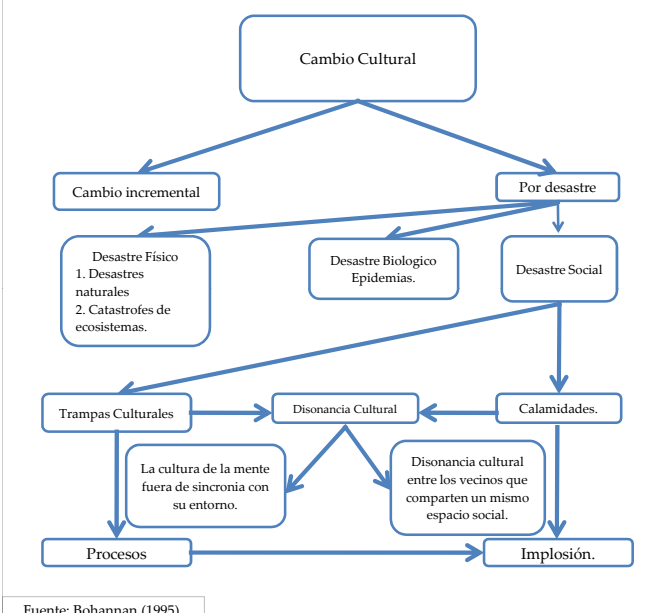 Cambio Cultural
Cambio incremental
Por desastre
Desastre Físico
1. Desastres
naturales
2. Catastrofes de
ecosistemas.
Desastre Biologico
Epidemias.
Desastre Social
Trampas Culturales
Disonancia Cultural
Calamidades.
La cultura de la mente
fuera de sincronia con
su entorno.
Disonancia cultural
entre los vecinos que
comparten un mismo
espacio social.
Procesos
Implosión.
Fuente: Bohannan (1995)